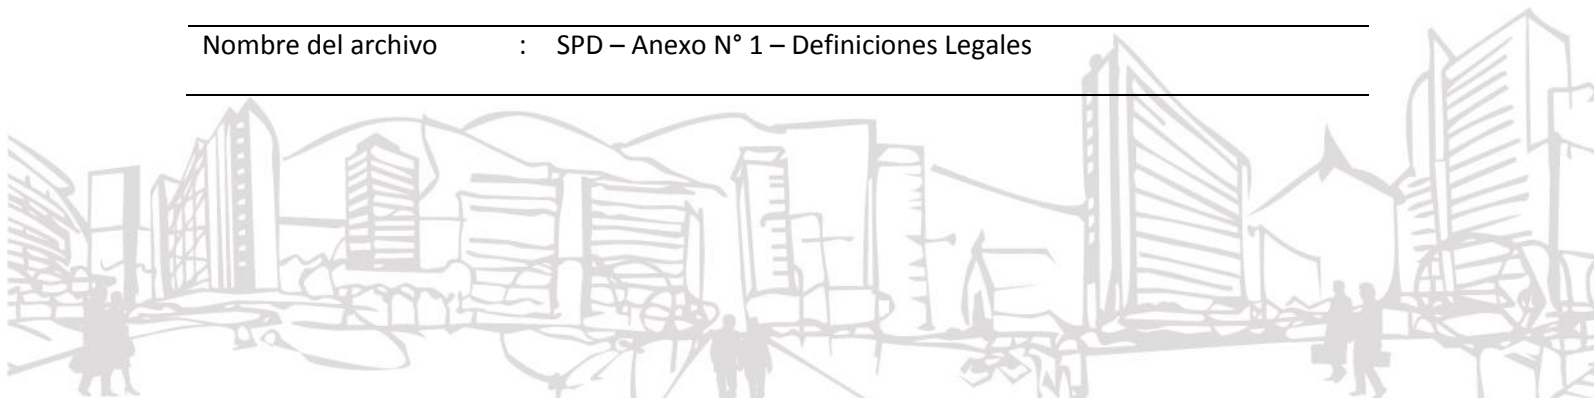 Nombre del archivo : SPD – Anexo N° 1 – Definiciones Legales